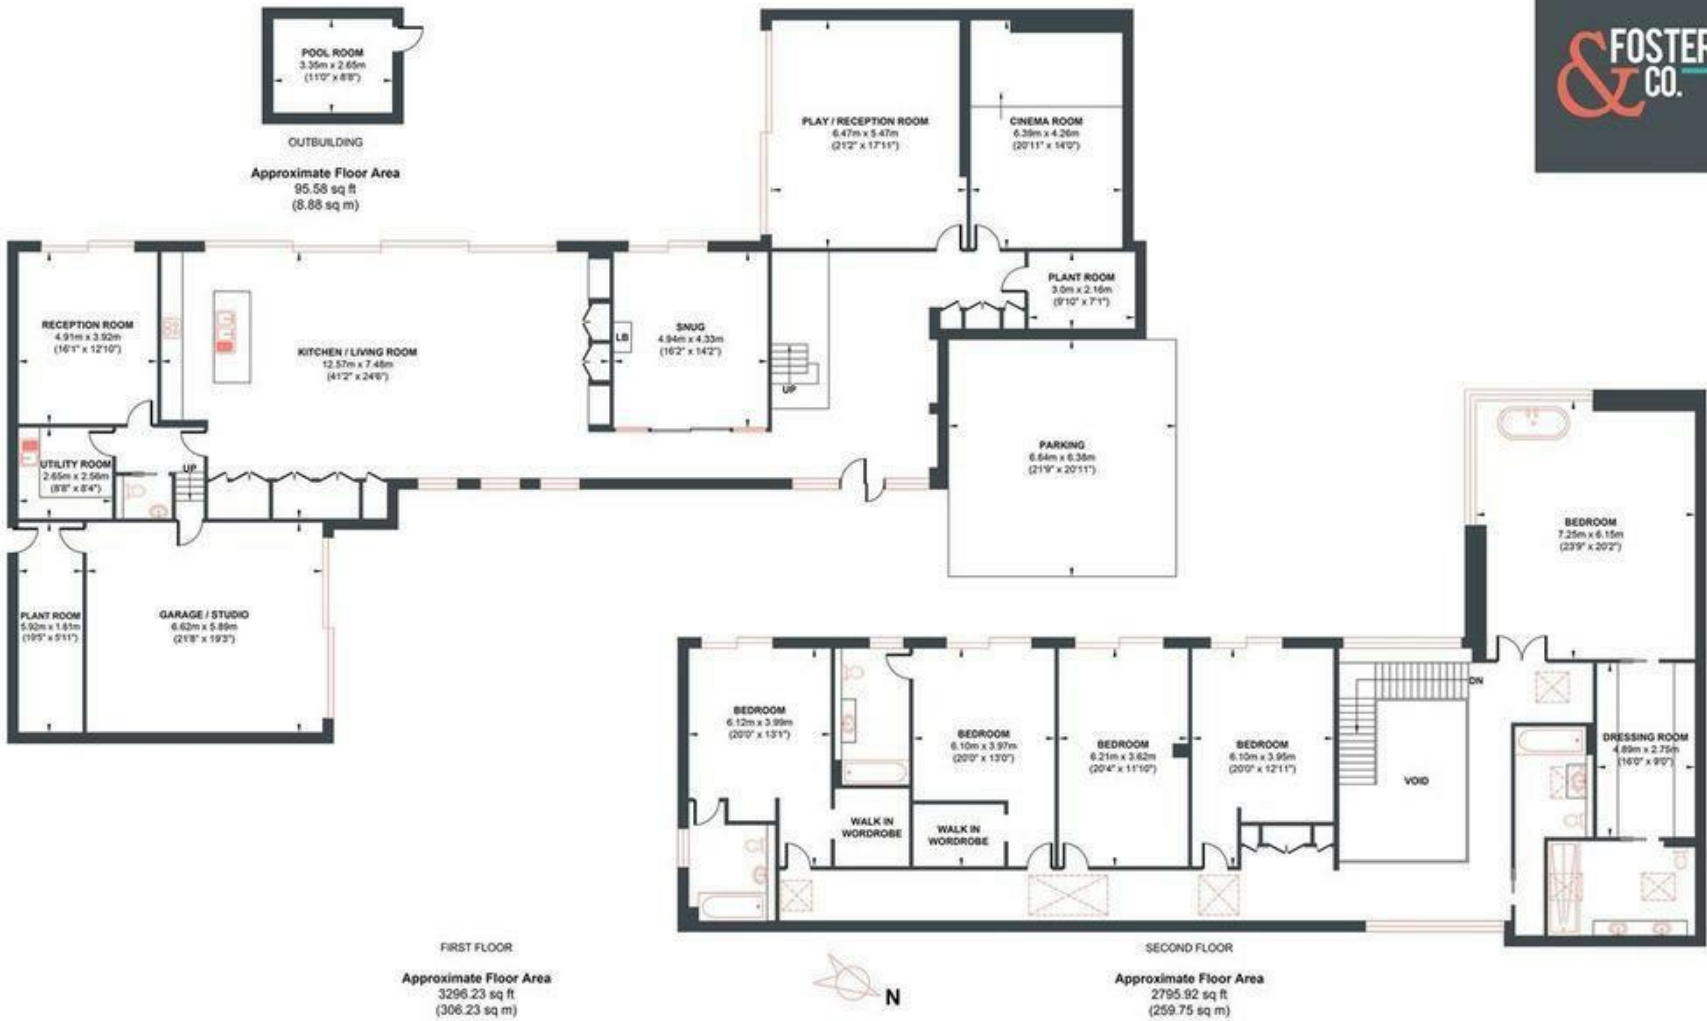 POOL ROOM
3.35m x 2.65m
(11'0" x 8'8")
OUTBUILDING
Approximate Floor Area
95.58 sq ft
(8.88 sq m)
PLAY / RECEPTION ROOM
6.47m x 5.47m
(21'2" x 17'11")
CINEMA ROOM
6.39m x 4.26m
(20'11" x 14'0")
& FOSTER
CO.
RECEPTION ROOM
4.91m x 3.92m
(16'1" x 12'10")
KITCHEN / LIVING ROOM
12.57m x 7.48m
(41'2" x 24'6")
LB
SNUG
4.94m x 4.33m
(16'2" x 14'2")
UP
PLANT ROOM
3.0m x 2.16m
(9'10" x 7'1")
PARKING
6.64m x 6.38m
(21'9" x 20'11")
UTILITY ROOM
2.65m x 2.56m
(8'8" x 8'4")
UP
PLANT ROOM
5.92m x 1.81m
(19'5" x 5'11")
GARAGE / STUDIO
6.62m x 5.89m
(21'8" x 19'3")
BEDROOM
7.25m x 6.15m
(23'9" x 20'2")
BEDROOM
6.12m x 3.99m
(20'0" x 13'1")
BEDROOM
6.10m x 3.97m
(20'0" x 13'0")
BEDROOM
6.21m x 3.62m
(20'4" x 11'10")
BEDROOM
6.10m x 3.95m
(20'0" x 12'11")
DN
VOID
DRESSING ROOM
4.89m x 2.75m
(16'0" x 9'0")
WALK IN
WORDROBE
WALK IN
WORDROBE
FIRST FLOOR
Approximate Floor Area
3296.23 sq ft
(306.23 sq m)
N
SECOND FLOOR
Approximate Floor Area
2795.92 sq ft
(259.75 sq m)